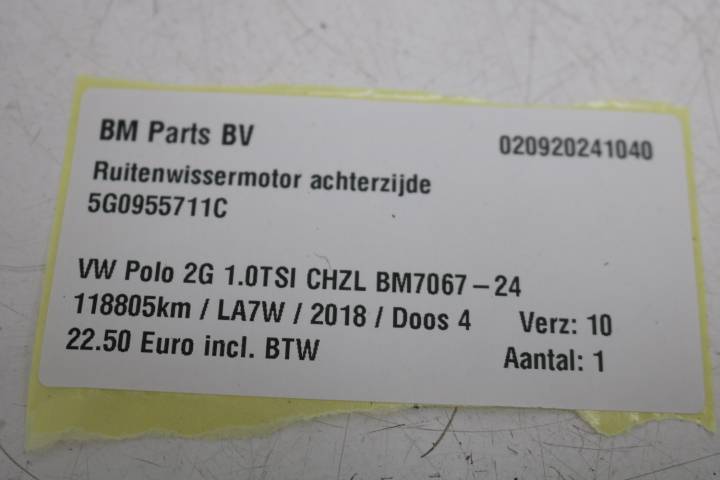 BM Parts BV 020920241040
Ruitenwissermotor achterzijde
5G0955711C
VW Polo 2G 1.0TSI CHZL BM7067-24
118805km / LA7W / 2018 / Doos 4 Verz: 10
22.50 Euro incl. BTW Aantal: 1